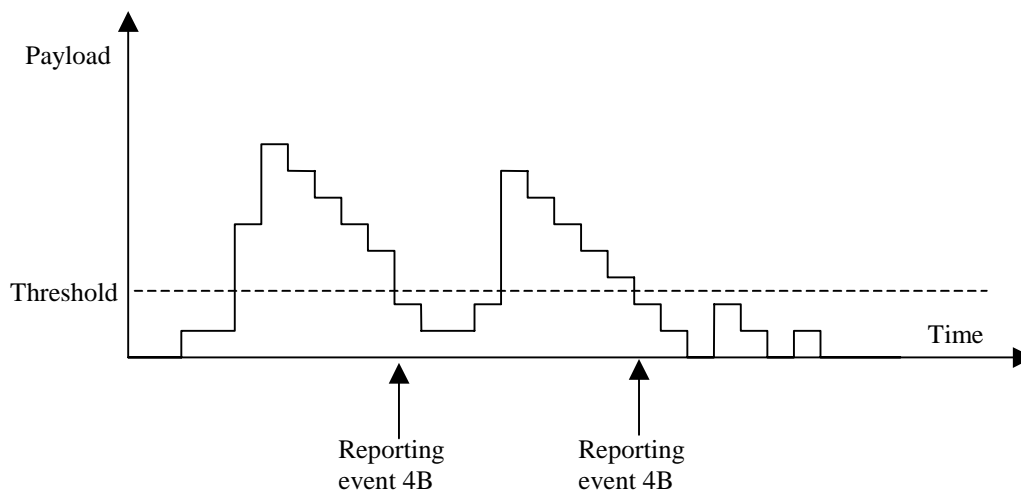 Payload
Threshold
Time
Reporting
event 4B
Reporting
event 4B